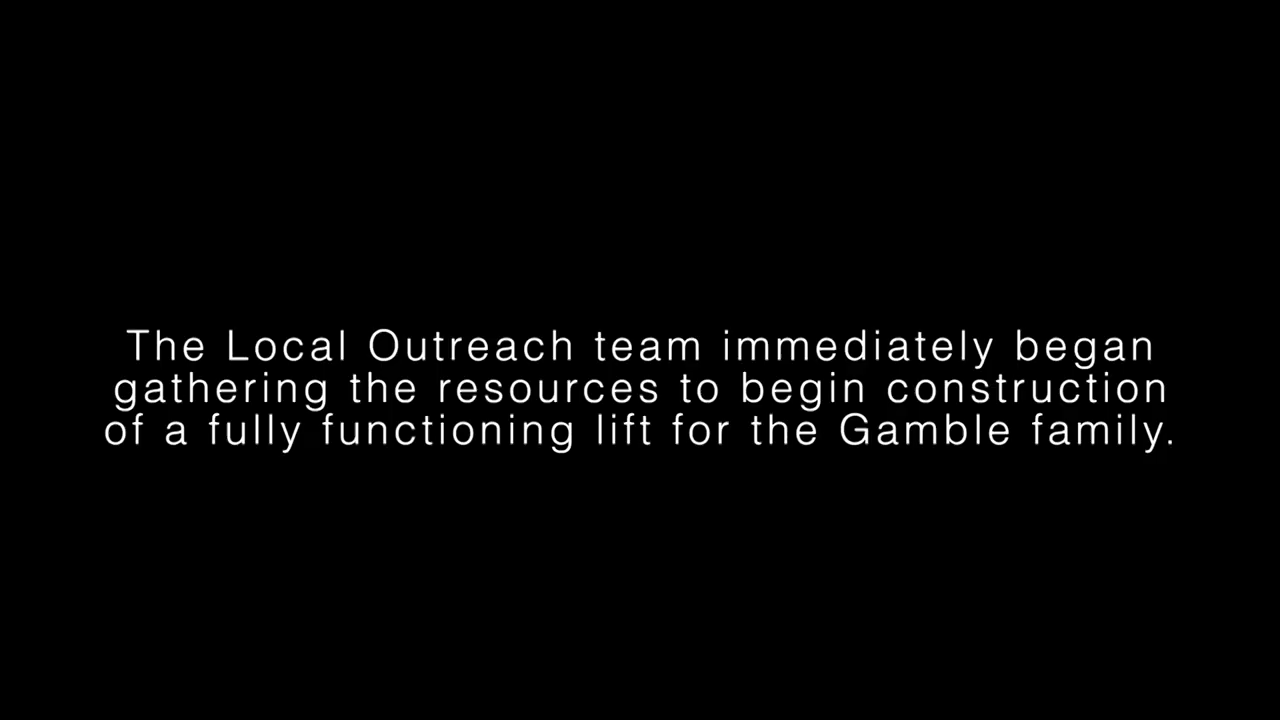 The Local Outreach team immediately began
gathering the resources to begin construction
of a fully functioning lift for the Gamble family.